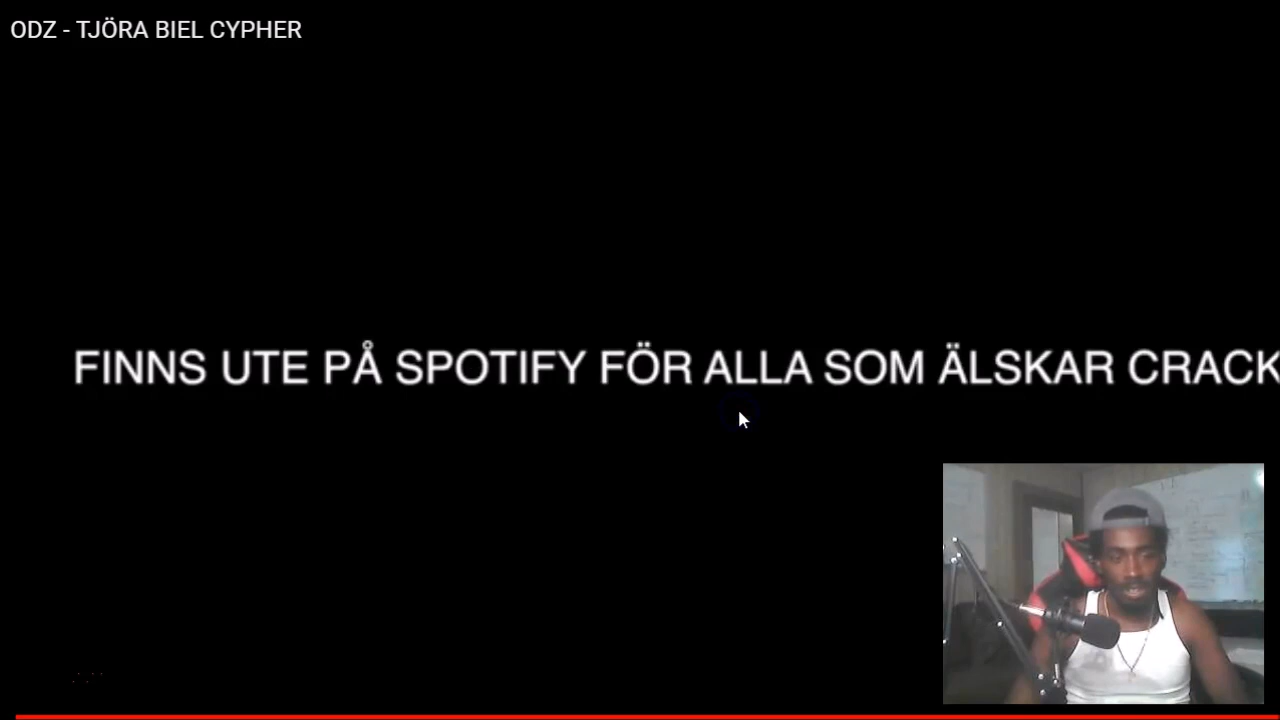 ODZ - TJÖRA BIEL CYPHER
FINNS UTE PÅ SPOTIFY FÖR ALLA SOM ÄLSKAR CRACK